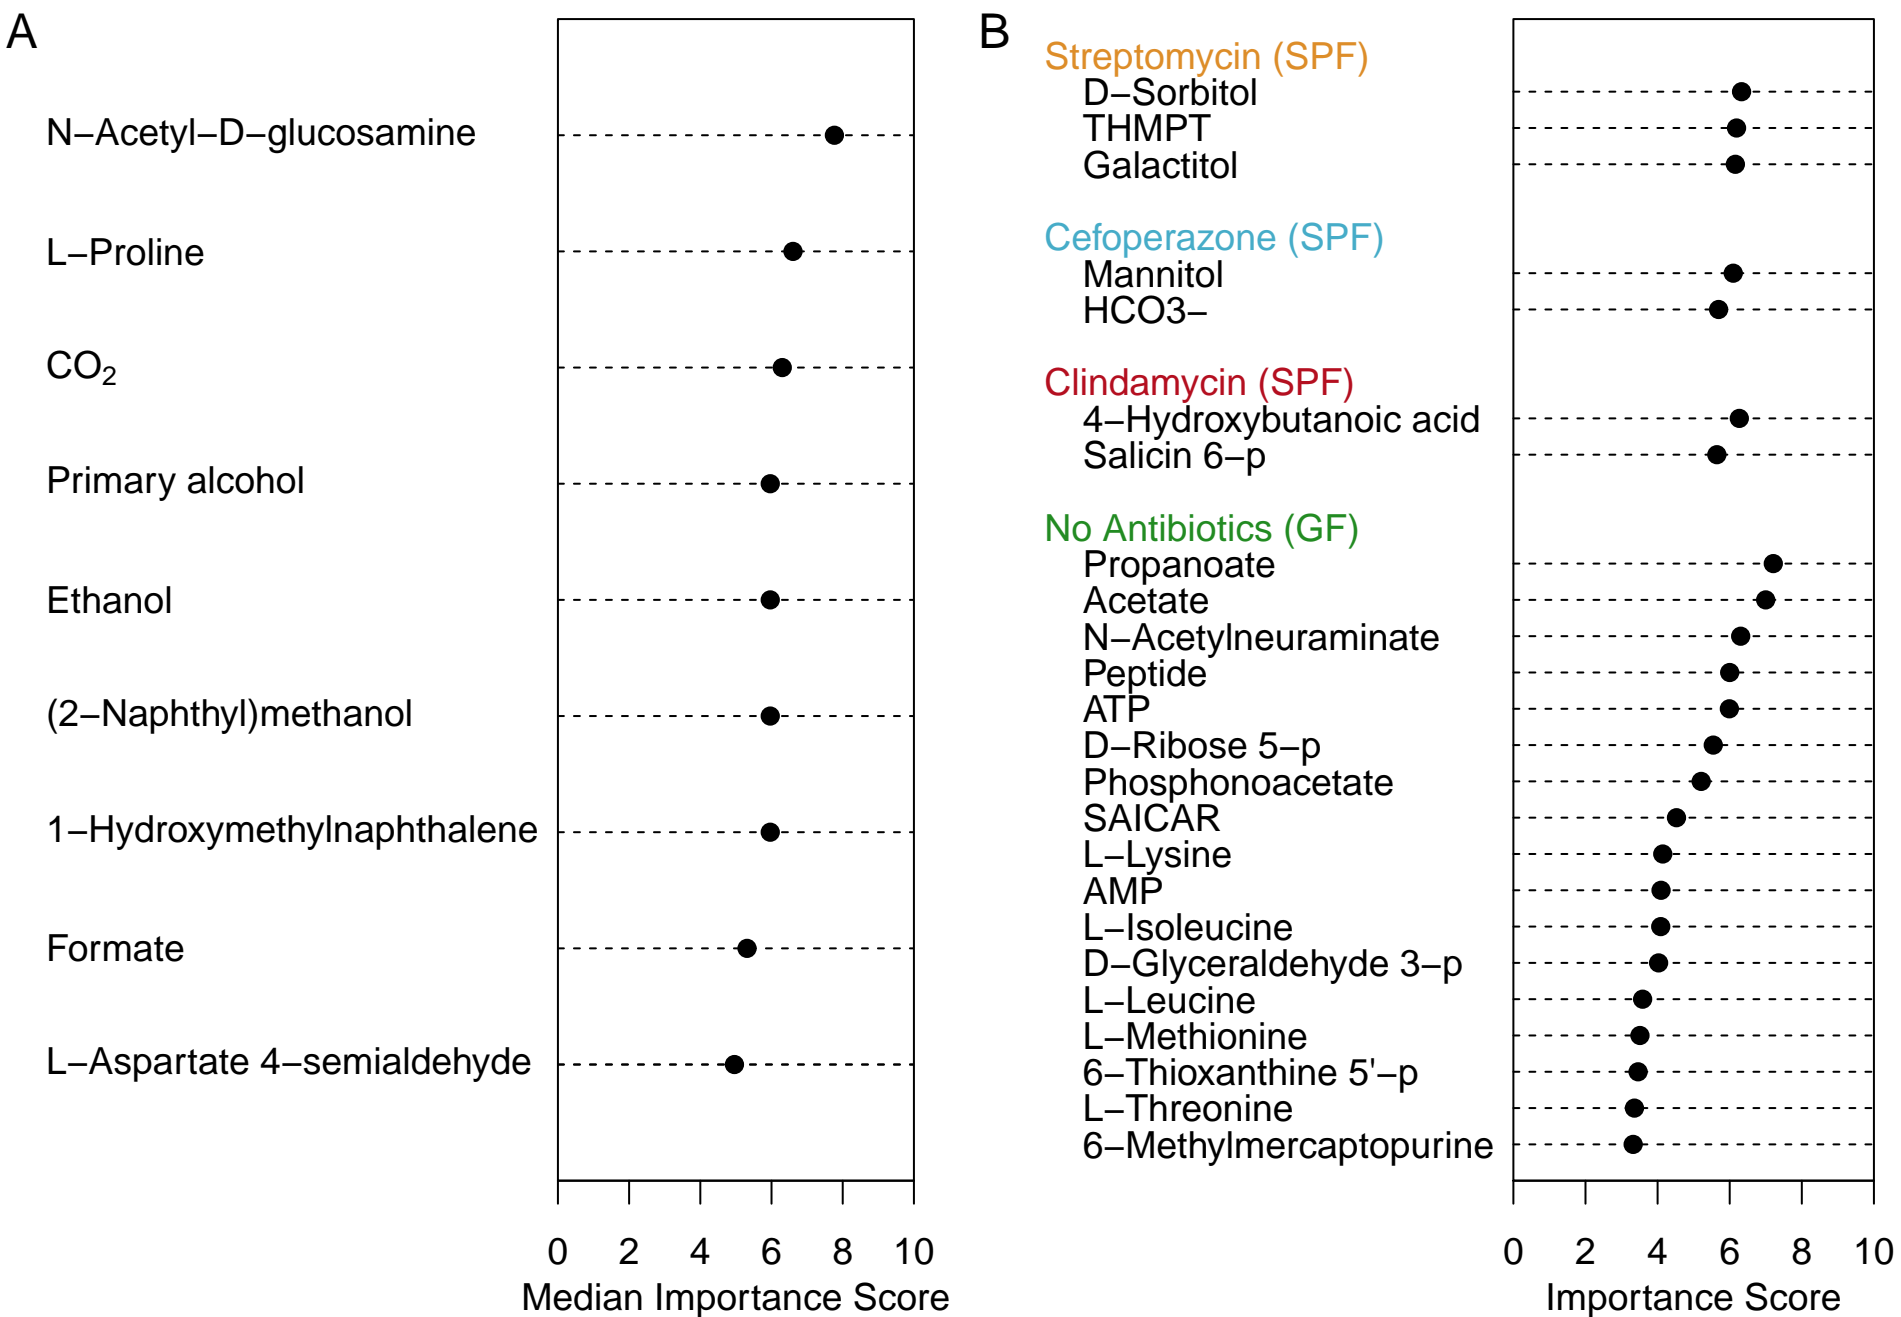 A
N−Acetyl−D−glucosamine
L−Proline
CO₂
Primary alcohol
Ethanol
(2−Naphthyl)methanol
1−Hydroxymethylnaphthalene
Formate
L−Aspartate 4−semialdehyde
0 2 4 6 8 10
Median Importance Score
B
Streptomycin (SPF)
D−Sorbitol
THMPT
Galactitol
Cefoperazone (SPF)
Mannitol
HCO3−
Clindamycin (SPF)
4−Hydroxybutanoic acid
Salicin 6−p
No Antibiotics (GF)
Propanoate
Acetate
N−Acetylneuraminate
Peptide
ATP
D−Ribose 5−p
Phosphonoacetate
SAICAR
L−Lysine
AMP
L−Isoleucine
D−Glyceraldehyde 3−p
L−Leucine
L−Methionine
6−Thioxanthine 5'−p
L−Threonine
6−Methylmercaptopurine
0 2 4 6 8 10
Importance Score